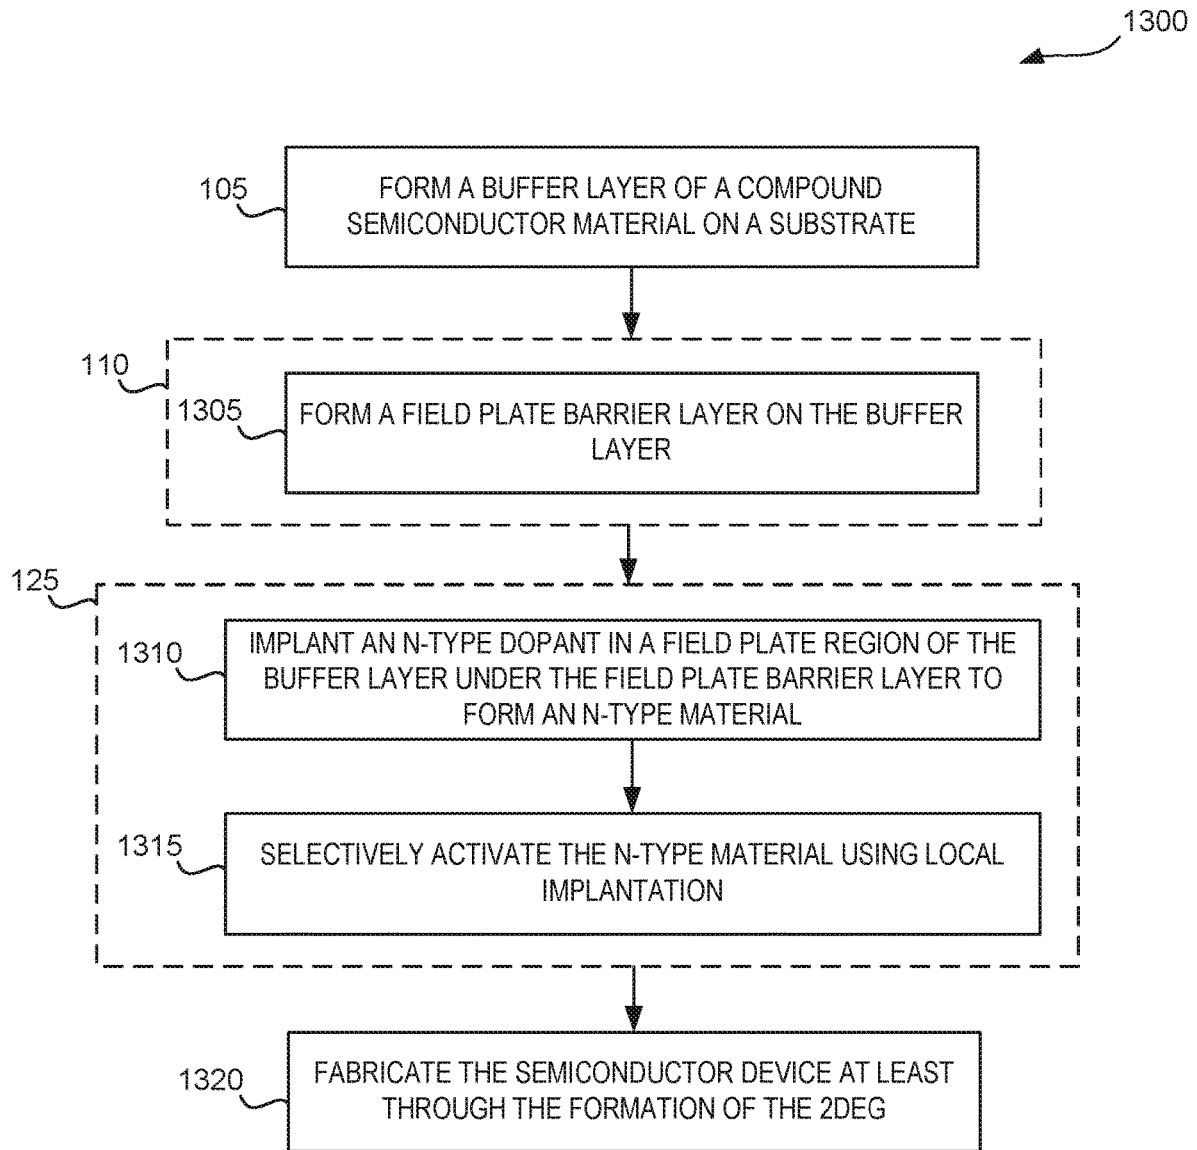 1300
105
FORM A BUFFER LAYER OF A COMPOUND
SEMICONDUCTOR MATERIAL ON A SUBSTRATE
110
1305
FORM A FIELD PLATE BARRIER LAYER ON THE BUFFER
LAYER
125
1310
IMPLANT AN N-TYPE DOPANT IN A FIELD PLATE REGION OF THE
BUFFER LAYER UNDER THE FIELD PLATE BARRIER LAYER TO
FORM AN N-TYPE MATERIAL
1315
SELECTIVELY ACTIVATE THE N-TYPE MATERIAL USING LOCAL
IMPLANTATION
1320
FABRICATE THE SEMICONDUCTOR DEVICE AT LEAST
THROUGH THE FORMATION OF THE 2DEG